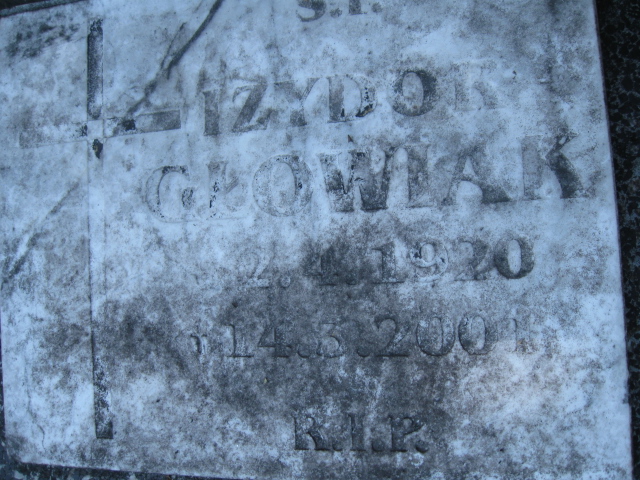 Ś.P.
IZYDOR
GŁOWIAK
2.4.1920
14.3.2001
R.I.P.